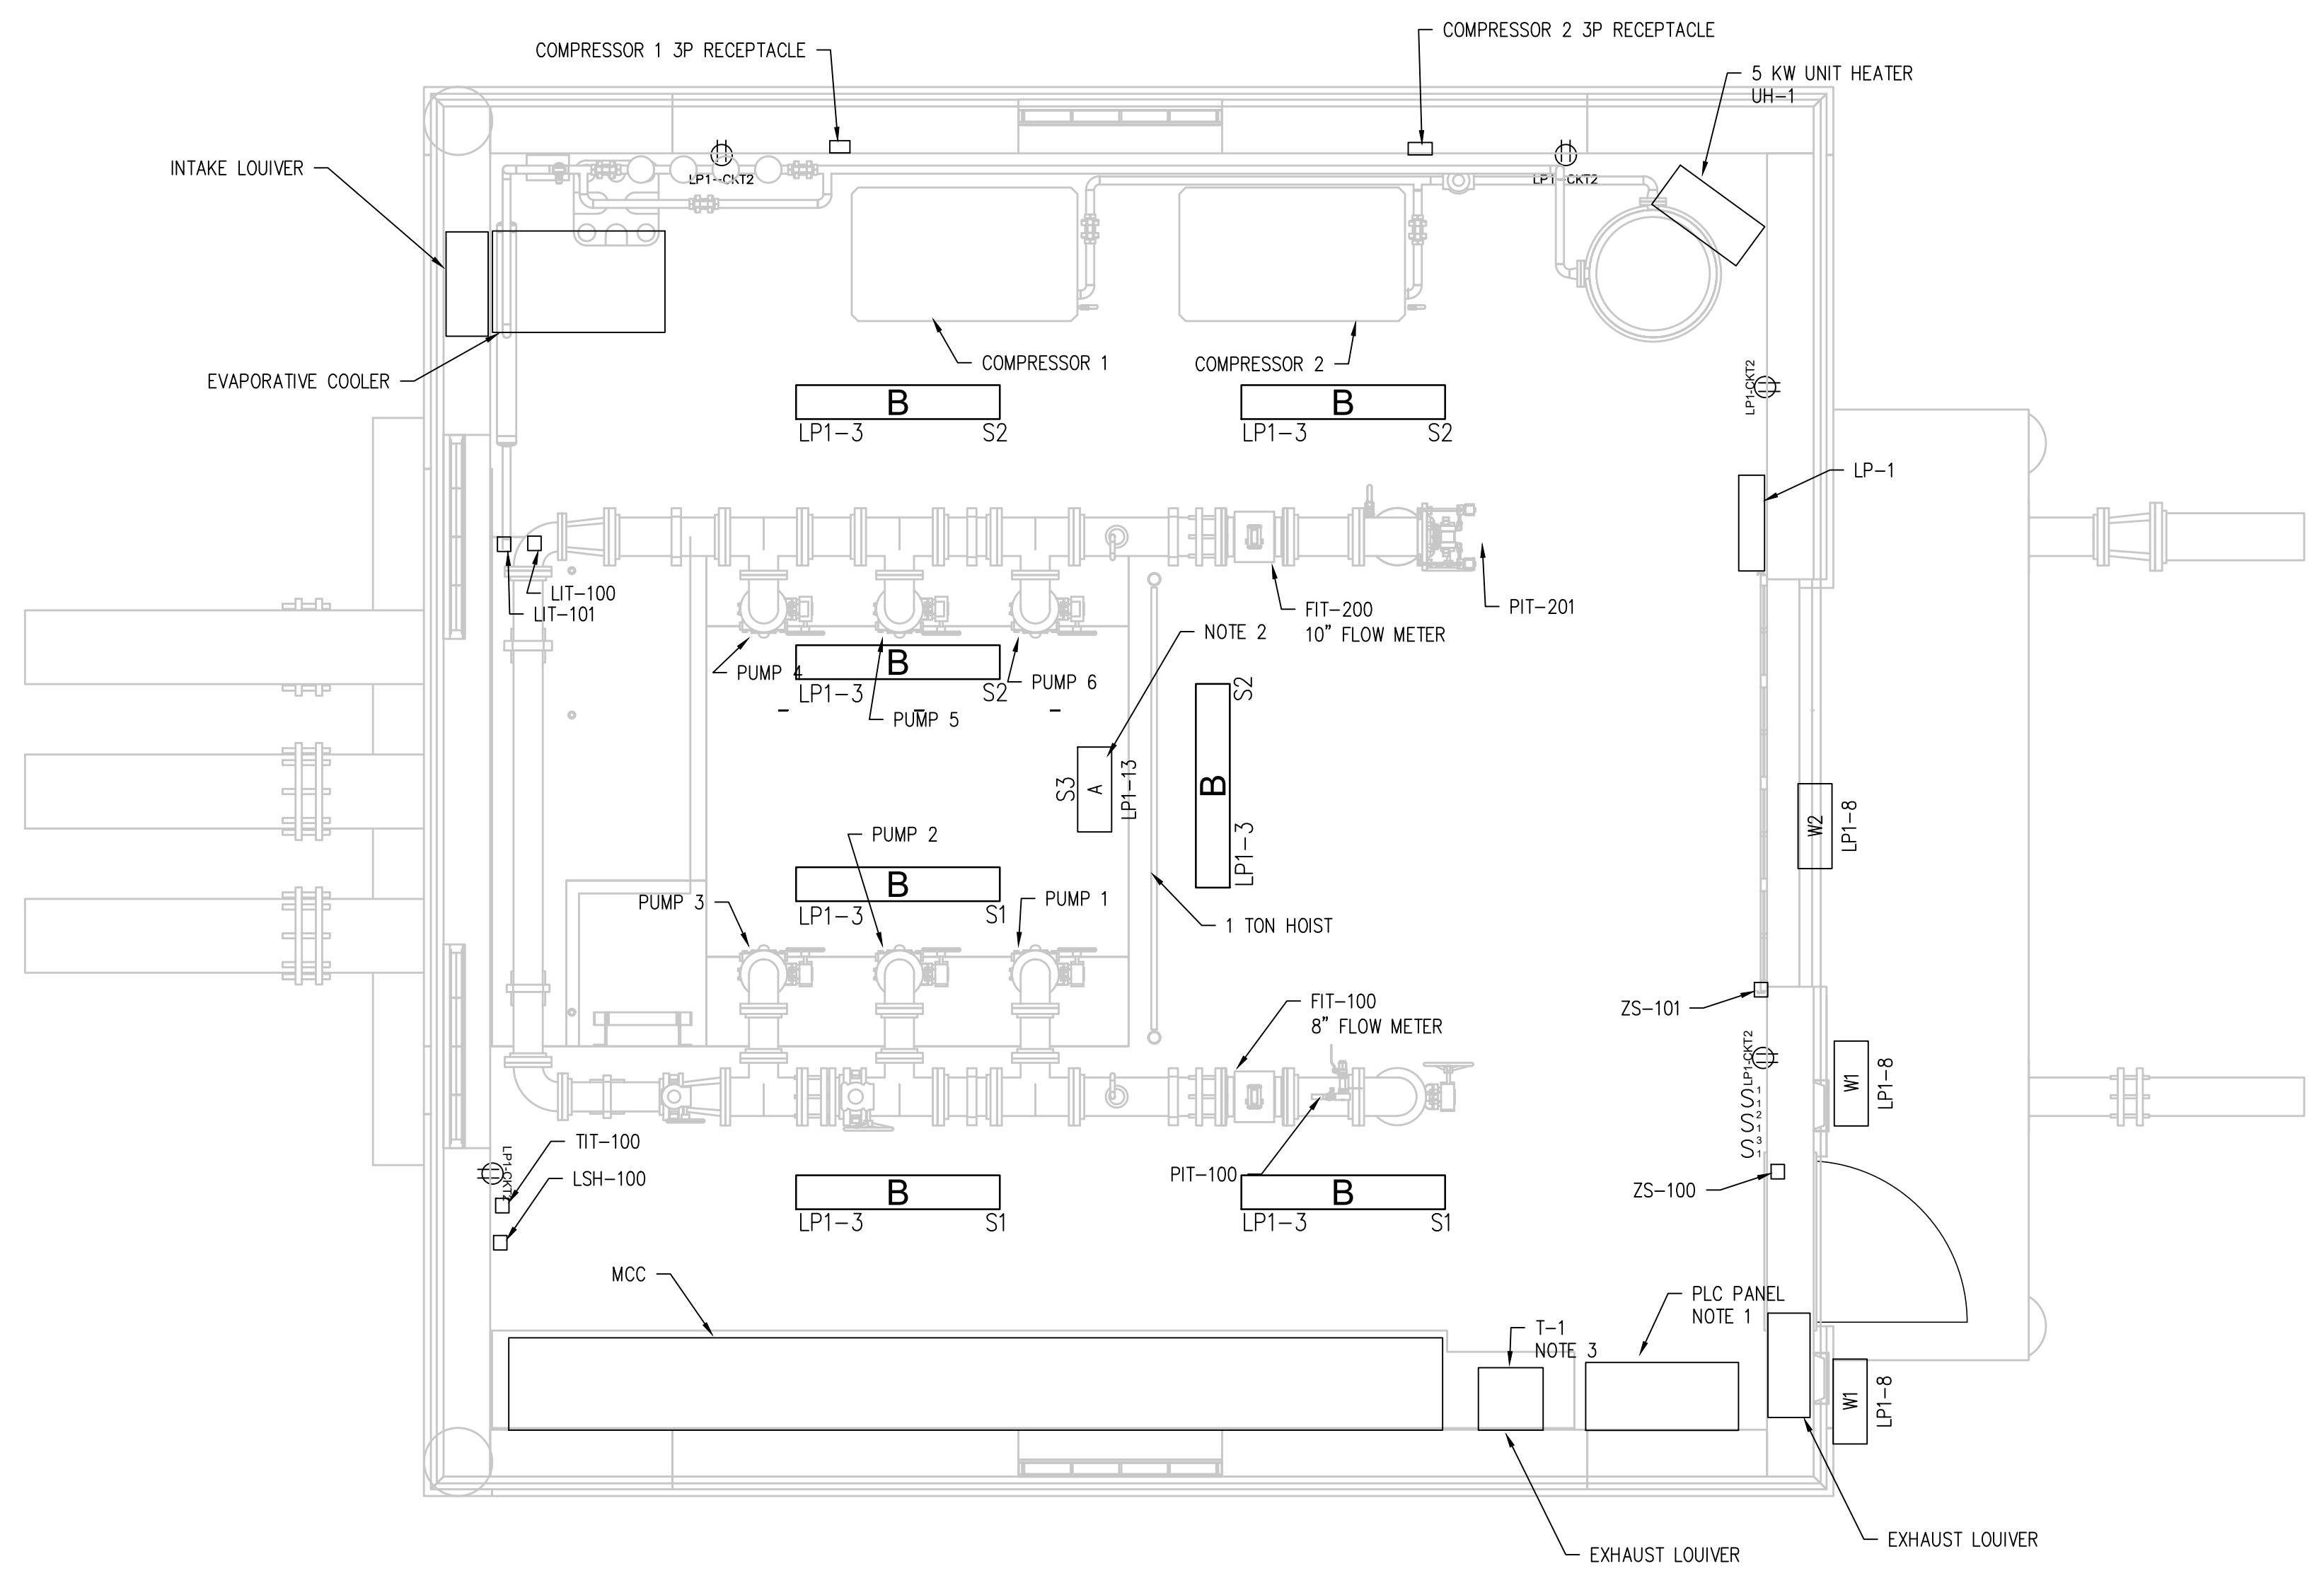 COMPRESSOR 2 3P RECEPTACLE
COMPRESSOR 1 3P RECEPTACLE
5 KW UNIT HEATER
UH-1
INTAKE LOUIVER
LP1-CKT2
LP1-CKT2
COMPRESSOR 1
COMPRESSOR 2
EVAPORATIVE COOLER
LP1-CKT2
B
LP1-3
S2
B
LP1-3
S2
LP-1
LIT-100
LIT-101
FIT-200
10" FLOW METER
PIT-201
NOTE 2
PUMP 4
B
LP1-3
S2
PUMP 6
PUMP 5
S2
B
LP1-3
S3
A
LP1-13
W2
LP1-8
PUMP 2
B
LP1-3
S1
PUMP 3
PUMP 1
1 TON HOIST
FIT-100
8" FLOW METER
ZS-101
LP1-CKT2
S 1 1
S 2 1
S 3 1
W1
LP1-8
LP1-CKT2
TIT-100
LSH-100
PIT-100
B
LP1-3
S1
B
LP1-3
S1
ZS-100
MCC
PLC PANEL
NOTE 1
T-1
NOTE 3
W1
LP1-8
EXHAUST LOUIVER
EXHAUST LOUIVER